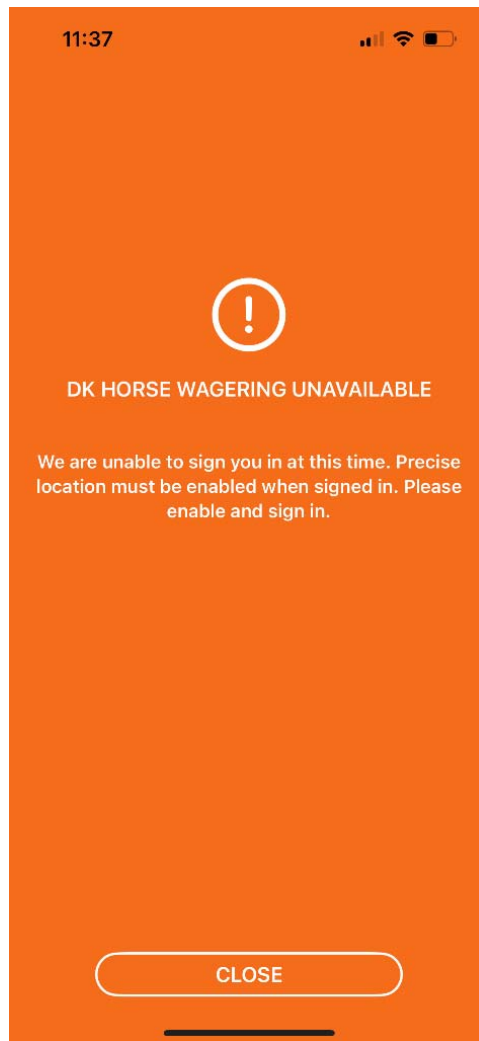 11:37
!
DK HORSE WAGERING UNAVAILABLE
We are unable to sign you in at this time. Precise
location must be enabled when signed in. Please
enable and sign in.
CLOSE